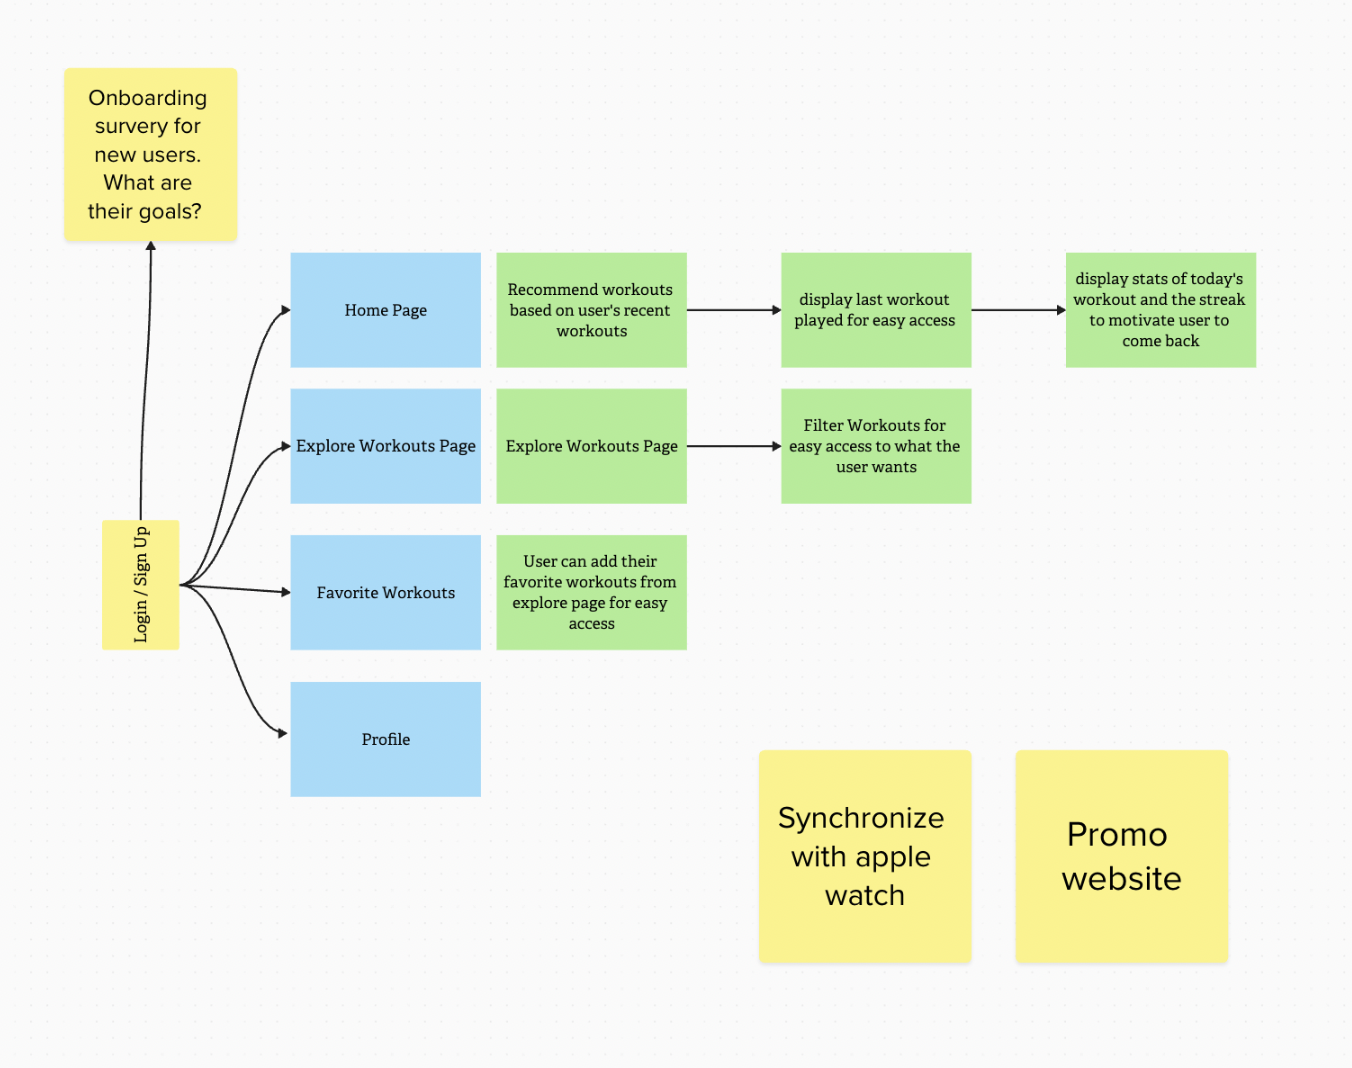 Onboarding
survery for
new users.
What are
their goals?
Home Page
Recommend workouts
based on user's recent
workouts
display last workout
played for easy access
display stats of today's
workout and the streak
to motivate user to
come back
Explore Workouts Page
Explore Workouts Page
Filter Workouts for
easy access to what the
user wants
Login / Sign Up
Favorite Workouts
User can add their
favorite workouts from
explore page for easy
access
Profile
Synchronize
with apple
watch
Promo
website